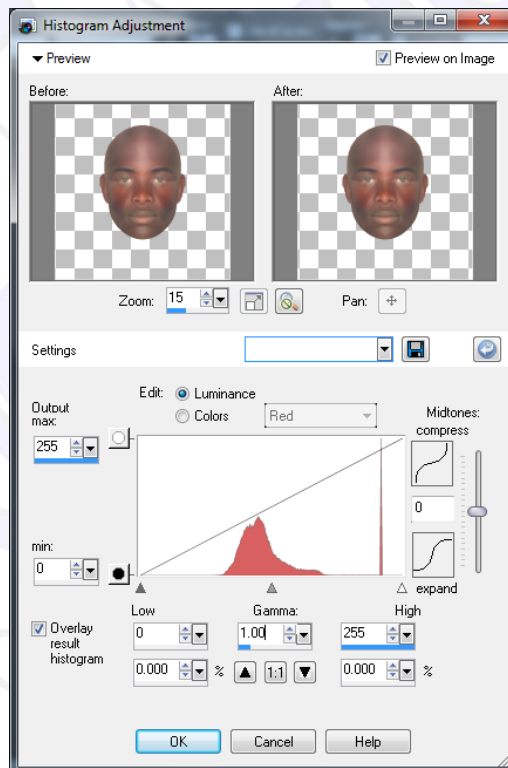 Histogram Adjustment
Preview
Preview on Image
Before:
After:
Zoom: 15
Pan:
Settings
Edit: Luminance
Colors
Red
Output
max:
255
Midtones:
compress
0
min:
0
expand
Overlay
result
histogram
Low
Gamma:
High
0
1.00
255
0.000 %
1:1
0.000 %
OK
Cancel
Help